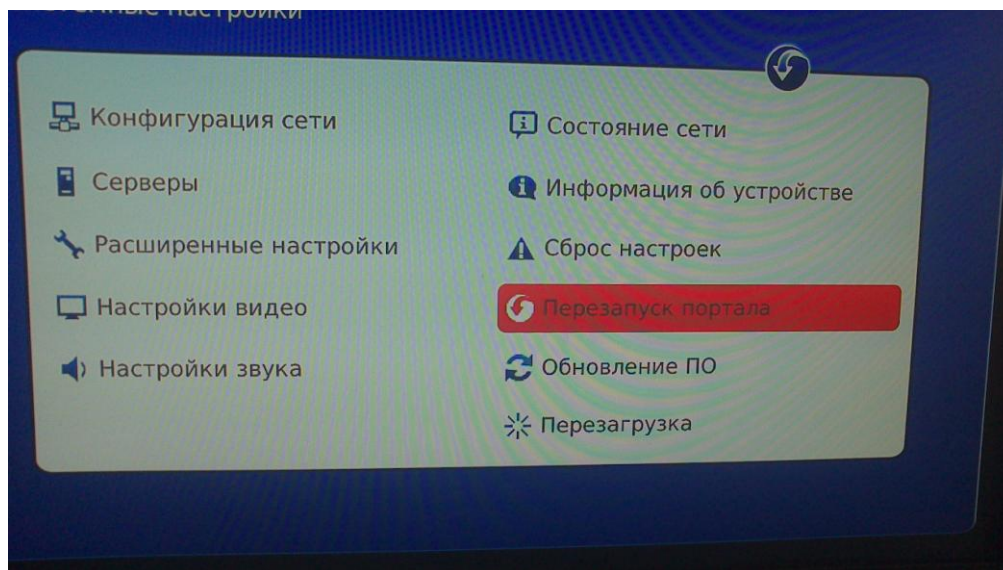 настройки
Конфигурация сети
Серверы
Расширенные настройки
Настройки видео
Настройки звука
Состояние сети
Информация об устройстве
Сброс настроек
Перезапуск портала
Обновление ПО
Перезагрузка